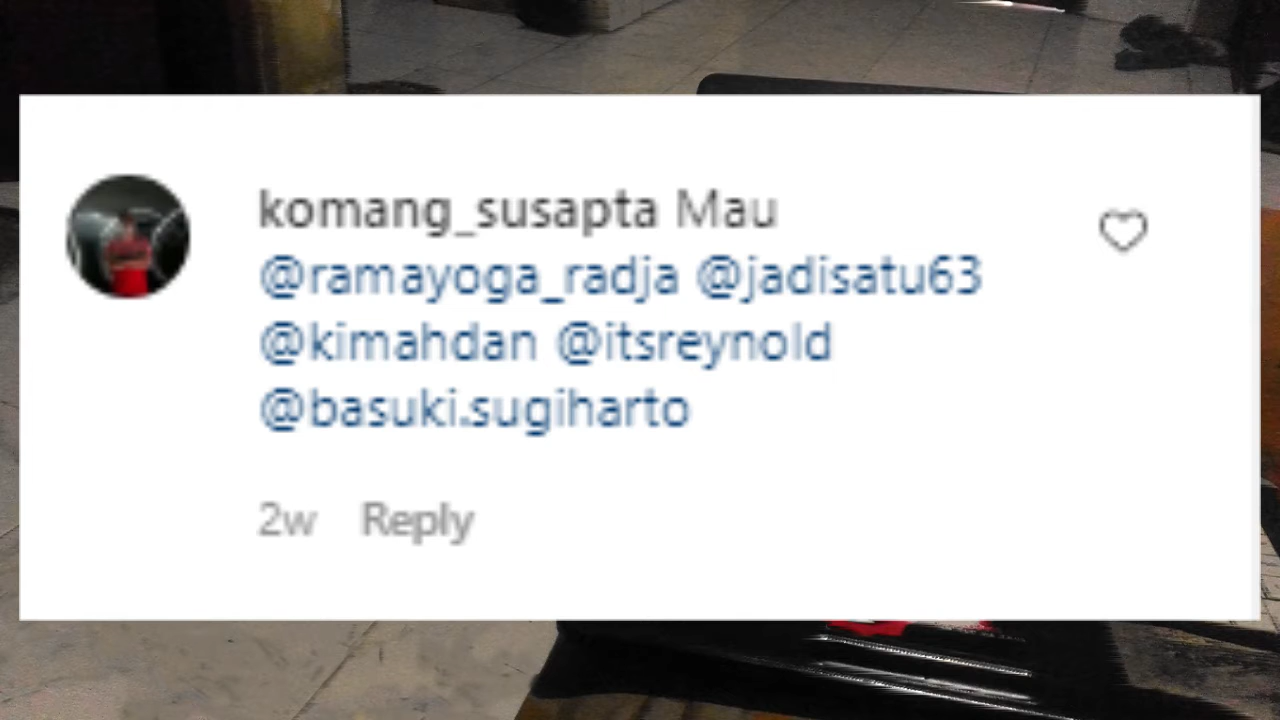 komang_susapta Mau
@ramayoga_radja @jadisatu63
@kimahdan @itsreynold
@basuki.sugiharto
2w Reply